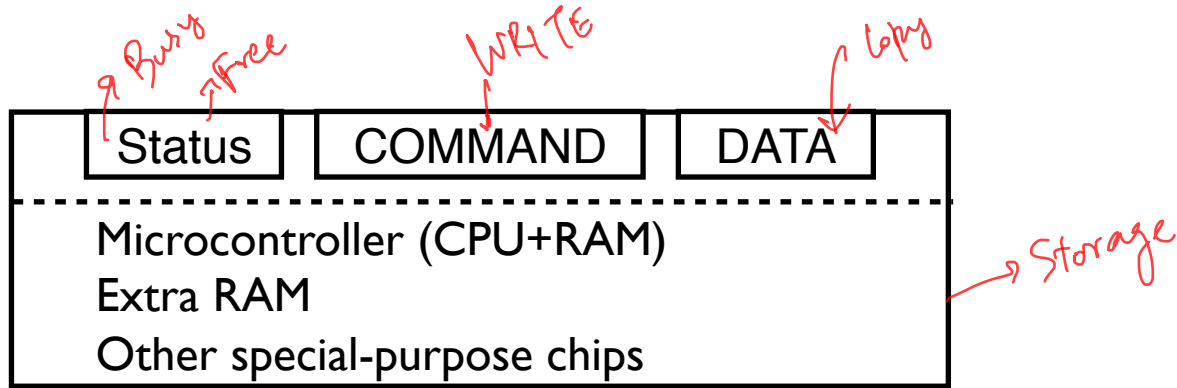 Busy
Free
WRITE
Copy
Status
COMMAND
DATA
Microcontroller (CPU+RAM)
Storage
Extra RAM
Other special-purpose chips